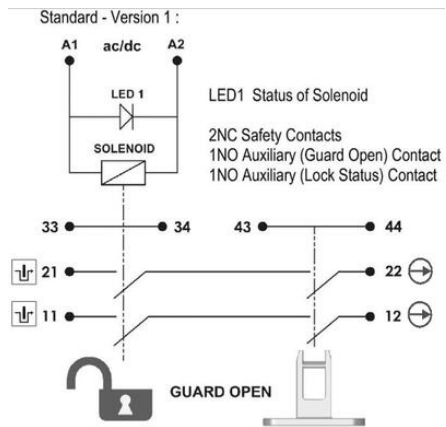 Standard - Version 1 :
A1 ac/dc A2
LED 1
LED1 Status of Solenoid
SOLENOID
2NC Safety Contacts
1NO Auxiliary (Guard Open) Contact
1NO Auxiliary (Lock Status) Contact
33 34 43 44
21 22
11 12
GUARD OPEN